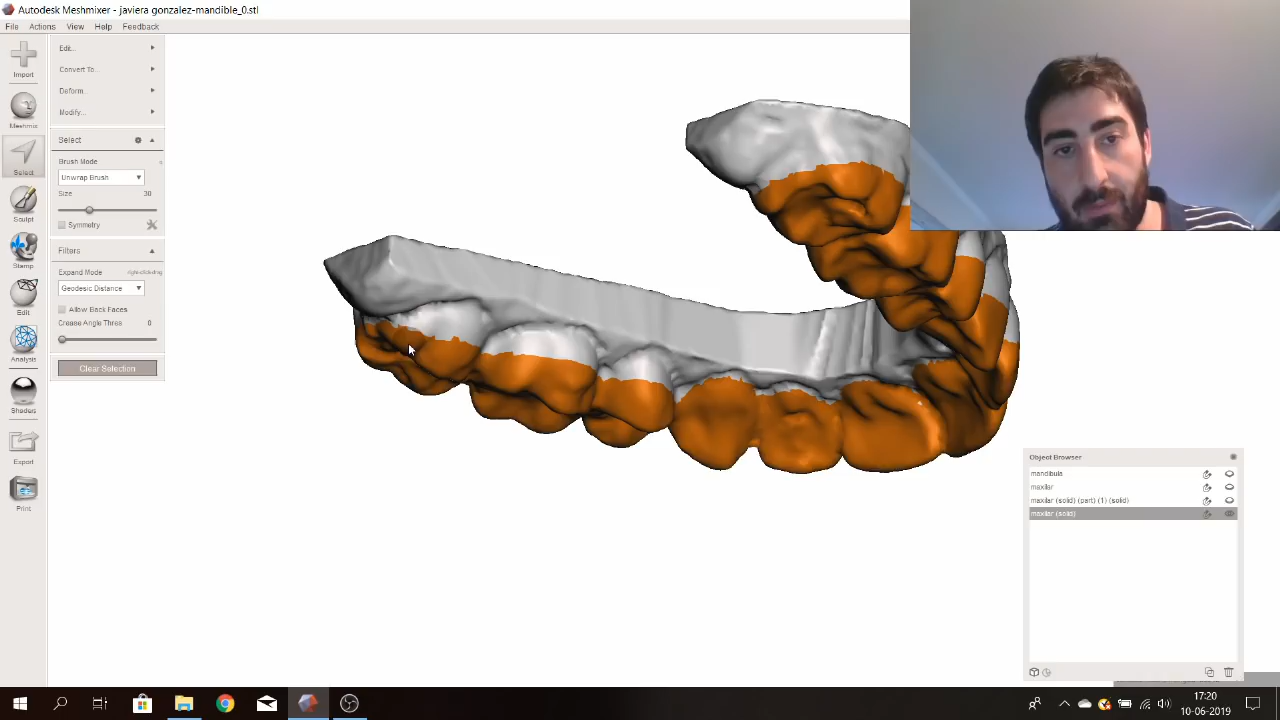 Autodesk Meshmixer - javiera gonzalez-mandible_0.stl
File Actions View Help Feedback
Import
Meshmix
Select
Sculpt
Stamp
Edit
Analysis
Shaders
Export
Print
Edit...
Convert To...
Deform...
Modify...
Select
Brush Mode
Unwrap Brush
Size 30
Symmetry
Filters
Expand Mode right-click-drag
Geodesic Distance
Allow Back Faces
Crease Angle Thres 0
Clear Selection
Object Browser
mandibula
maxilar
maxilar (solid) (part) (1) (solid)
maxilar (solid)
17:20
10-06-2019